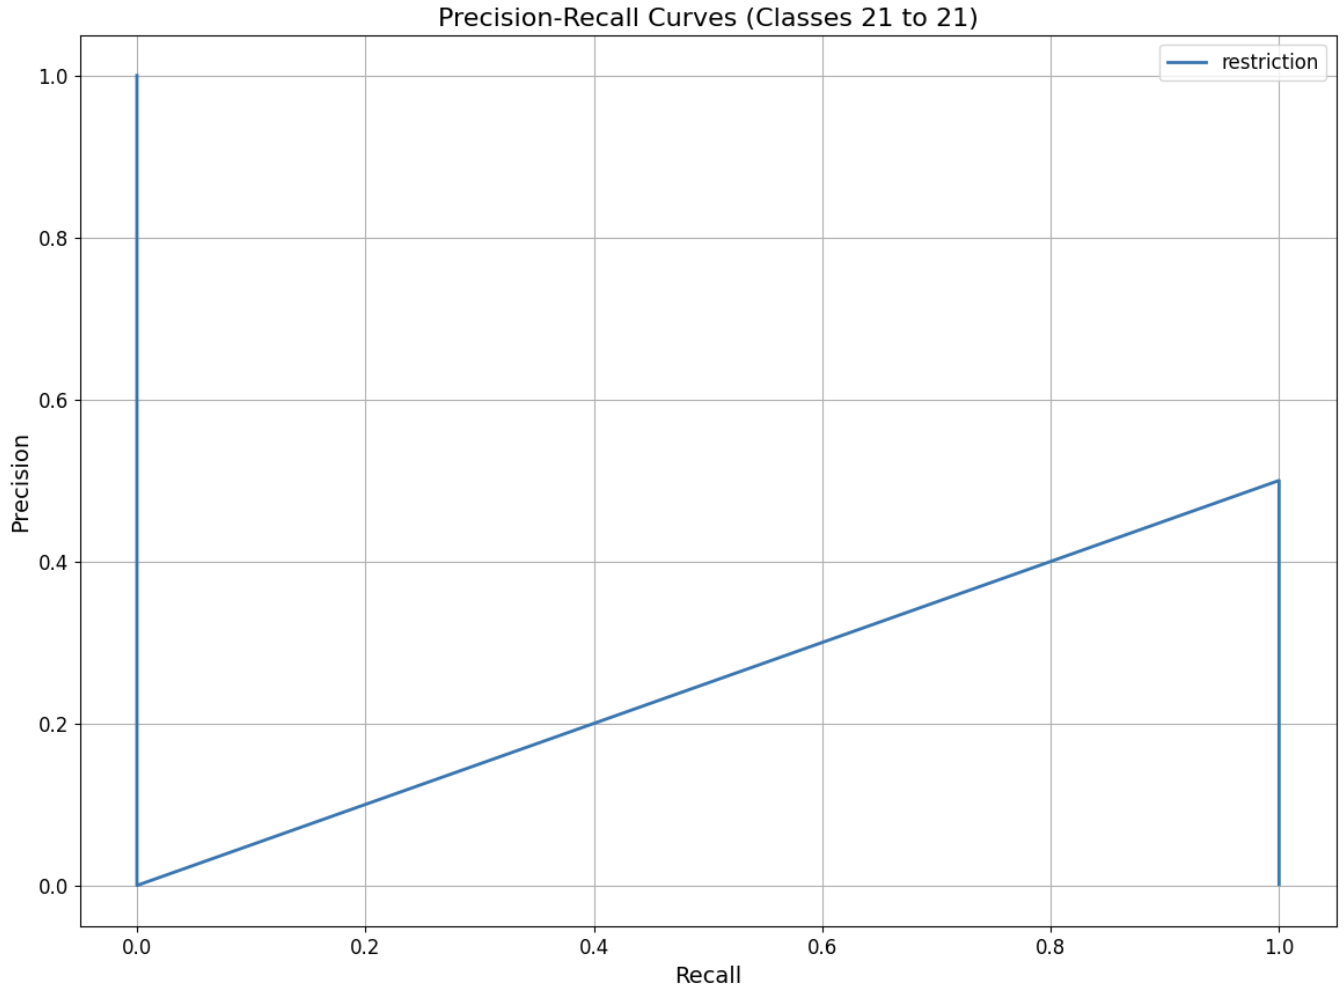 Precision-Recall Curves (Classes 21 to 21)
restriction
1.0
0.8
0.6
0.4
0.2
0.0
Precision
0.0 0.2 0.4 0.6 0.8 1.0
Recall